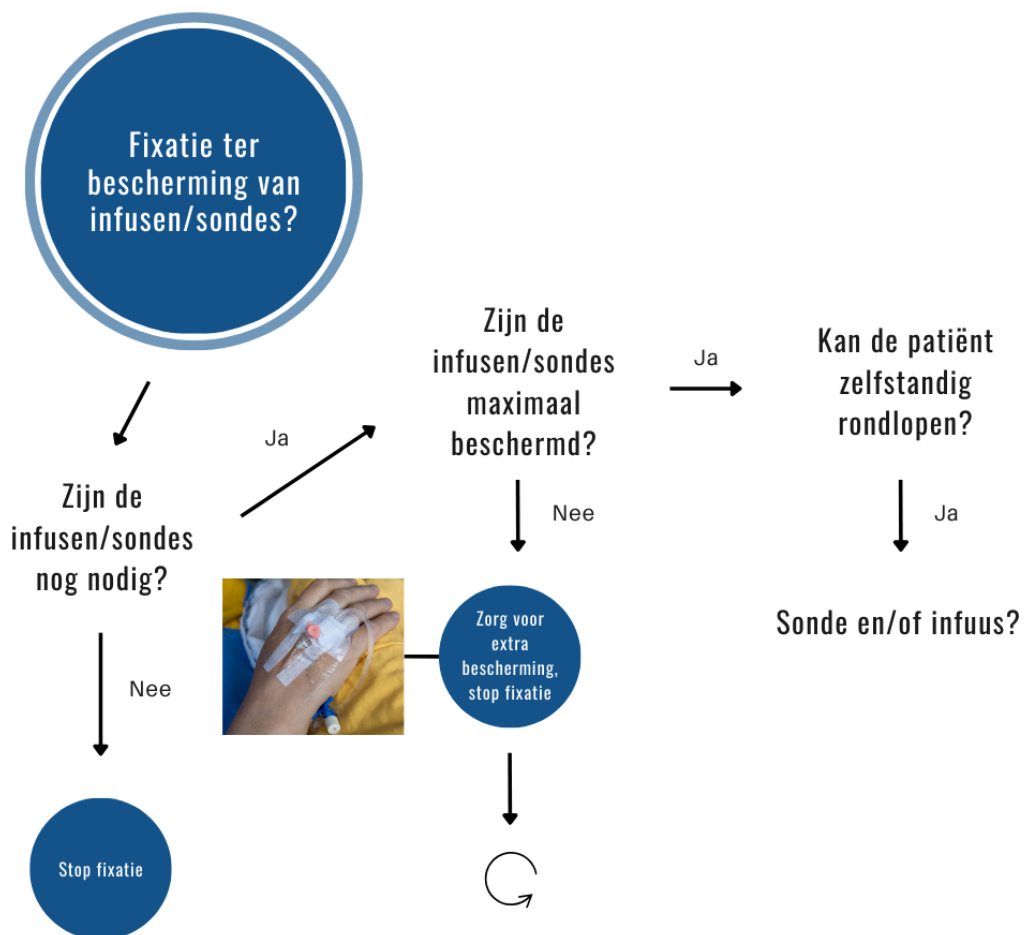 Fixatie ter
bescherming van
infusen/sondes?
Zijn de
infusen/sondes
nog nodig?
Ja
Nee
Stop fixatie
Zijn de
infusen/sondes
maximaal
beschermd?
Ja
Nee
Zorg voor
extra
bescherming,
stop fixatie
Kan de patiënt
zelfstandig
rondlopen?
Ja
Sonde en/of infuus?